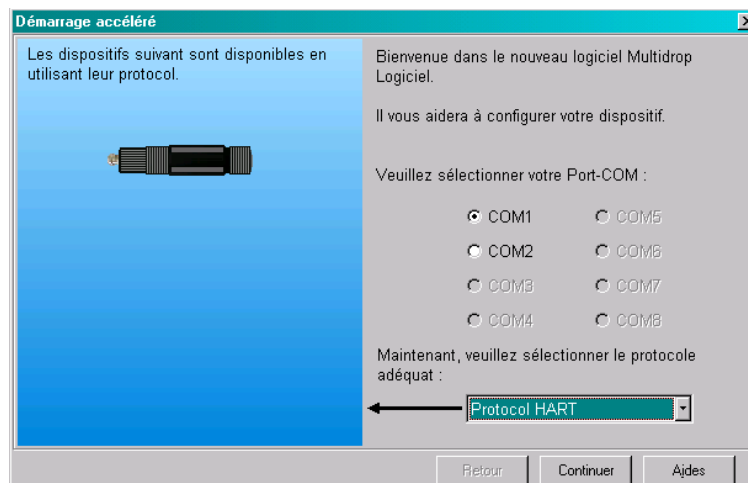 Démarrage accéléré
Les dispositifs suivant sont disponibles en
utilisant leur protocol.
Bienvenue dans le nouveau logiciel Multidrop
Logiciel.
Il vous aidera à configurer votre dispositif.
Veuillez sélectionner votre Port-COM :
COM1
COM5
COM2
COM6
COM3
COM7
COM4
COM8
Maintenant, veuillez sélectionner le protocole
adéquat :
Protocol HART
Retour
Continuer
Ajdes